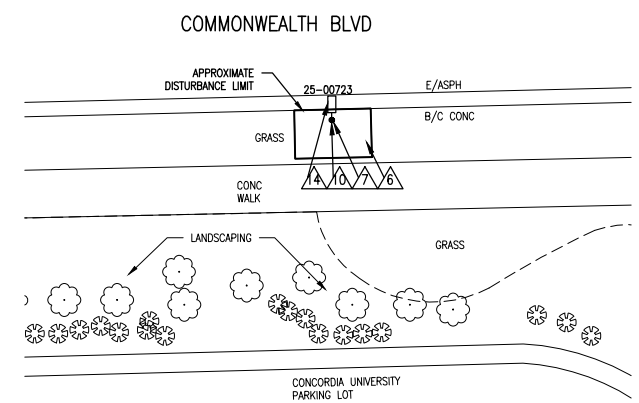 COMMONWEALTH BLVD
APPROXIMATE
DISTURBANCE LIMIT
25-00723
E/ASPH
B/C CONC
GRASS
14 10 7 6
CONC
WALK
LANDSCAPING
GRASS
CONCORDIA UNIVERSITY
PARKING LOT